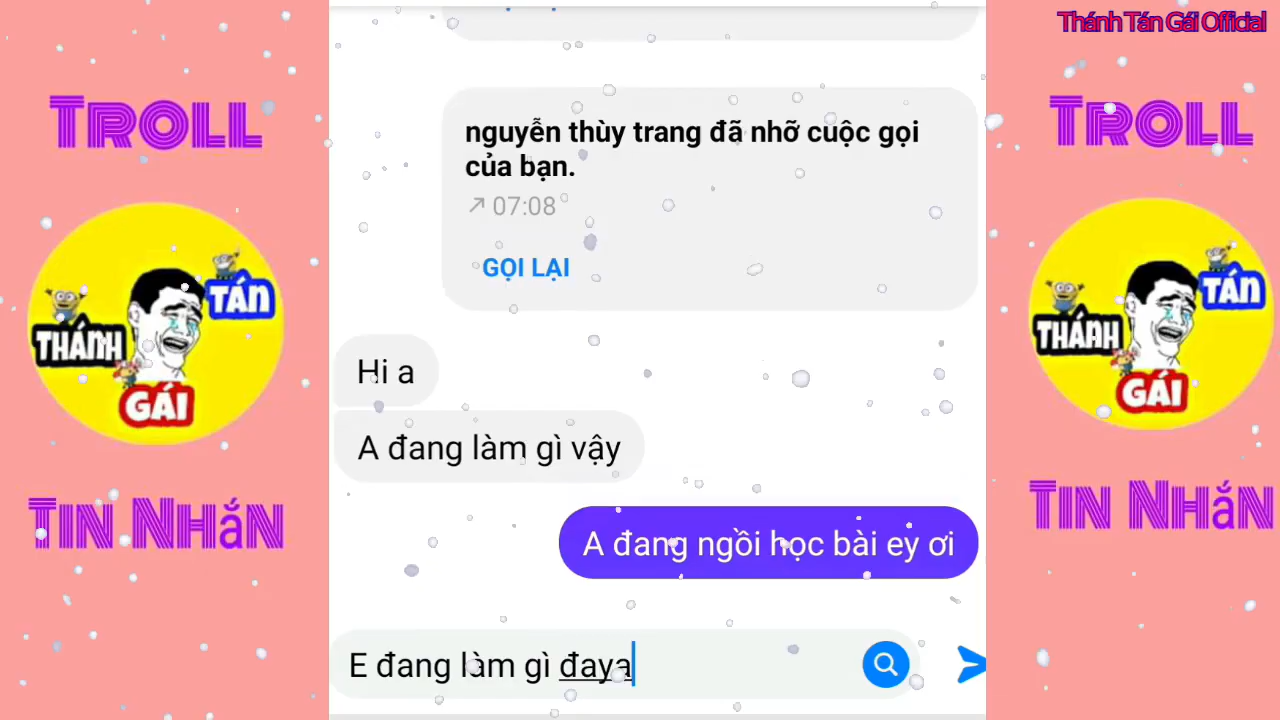 Thánh Tán Gái Official
TROLL
TROLL
THÁNH
TÁN
GÁI
THÁNH
TÁN
GÁI
TIN NHắN
TIN NHắN
nguyễn thùy trang đã nhỡ cuộc gọi
của bạn.
07:08
GỌI LẠI
Hi a
A đang làm gì vậy
A đang ngồi học bài ey ơi
E đang làm gì đaya